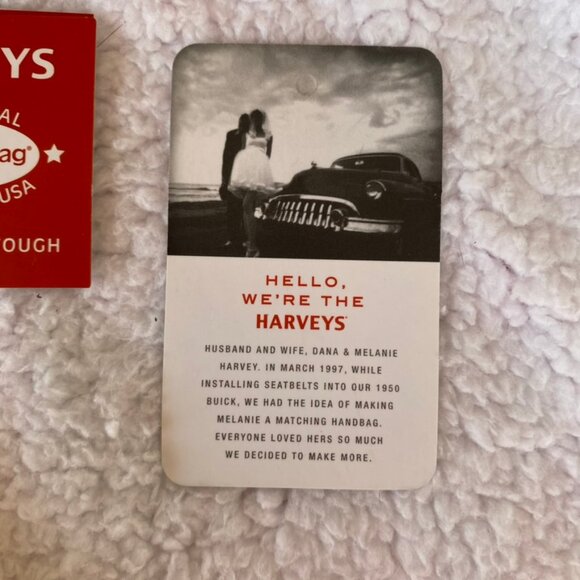 YS
AL
ag®
USA
OUGH
HELLO,
WE'RE THE
HARVEYS
HUSBAND AND WIFE, DANA & MELANIE
HARVEY. IN MARCH 1997, WHILE
INSTALLING SEATBELTS INTO OUR 1950
BUICK, WE HAD THE IDEA OF MAKING
MELANIE A MATCHING HANDBAG.
EVERYONE LOVED HERS SO MUCH
WE DECIDED TO MAKE MORE.